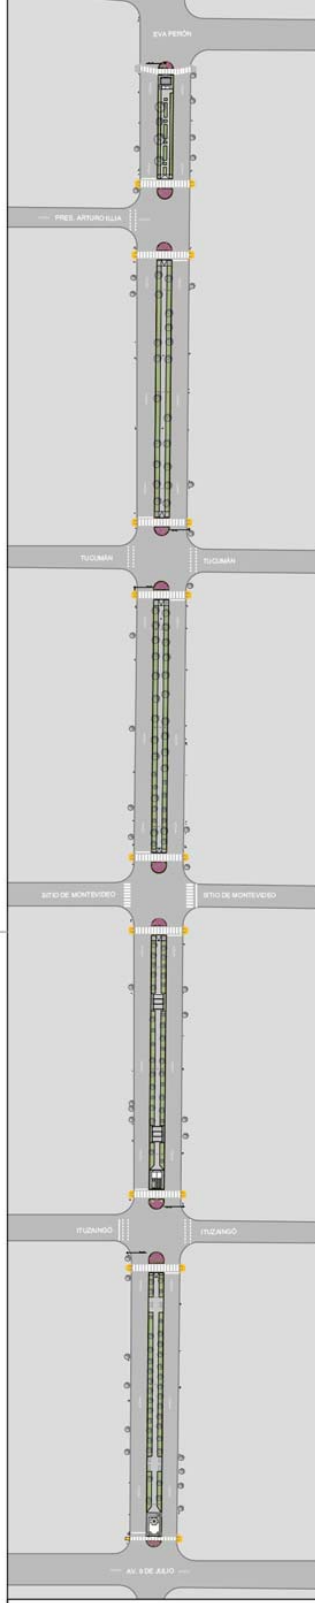 EVA PERÓN
PRES. ARTURO ILLIA
TUCUMÁN
TUCUMÁN
SITIO DE MONTEVIDEO
SITIO DE MONTEVIDEO
ITUZAINGÓ
ITUZAINGÓ
AV. 9 DE JULIO